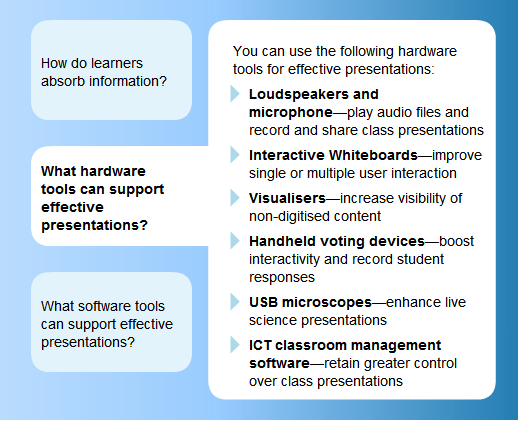 How do learners
absorb information?
What hardware
tools can support
effective
presentations?
What software tools
can support effective
presentations?
You can use the following hardware
tools for effective presentations:
Loudspeakers and
microphone—play audio files and
record and share class presentations
Interactive Whiteboards—improve
single or multiple user interaction
Visualisers—increase visibility of
non-digitised content
Handheld voting devices—boost
interactivity and record student
responses
USB microscopes—enhance live
science presentations
ICT classroom management
software—retain greater control
over class presentations